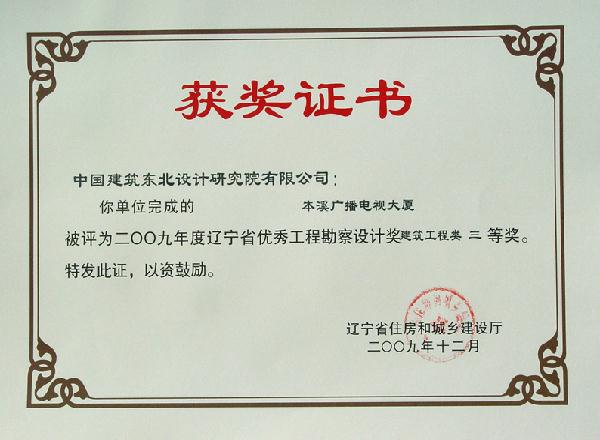 获奖证书
中国建筑东北设计研究院有限公司：
你单位完成的 本溪广播电视大厦
被评为二〇〇九年度辽宁省优秀工程勘察设计奖建筑工程类 三 等奖。
特发此证，以资鼓励。
辽宁省住房和城乡建设厅
二〇〇九年十二月